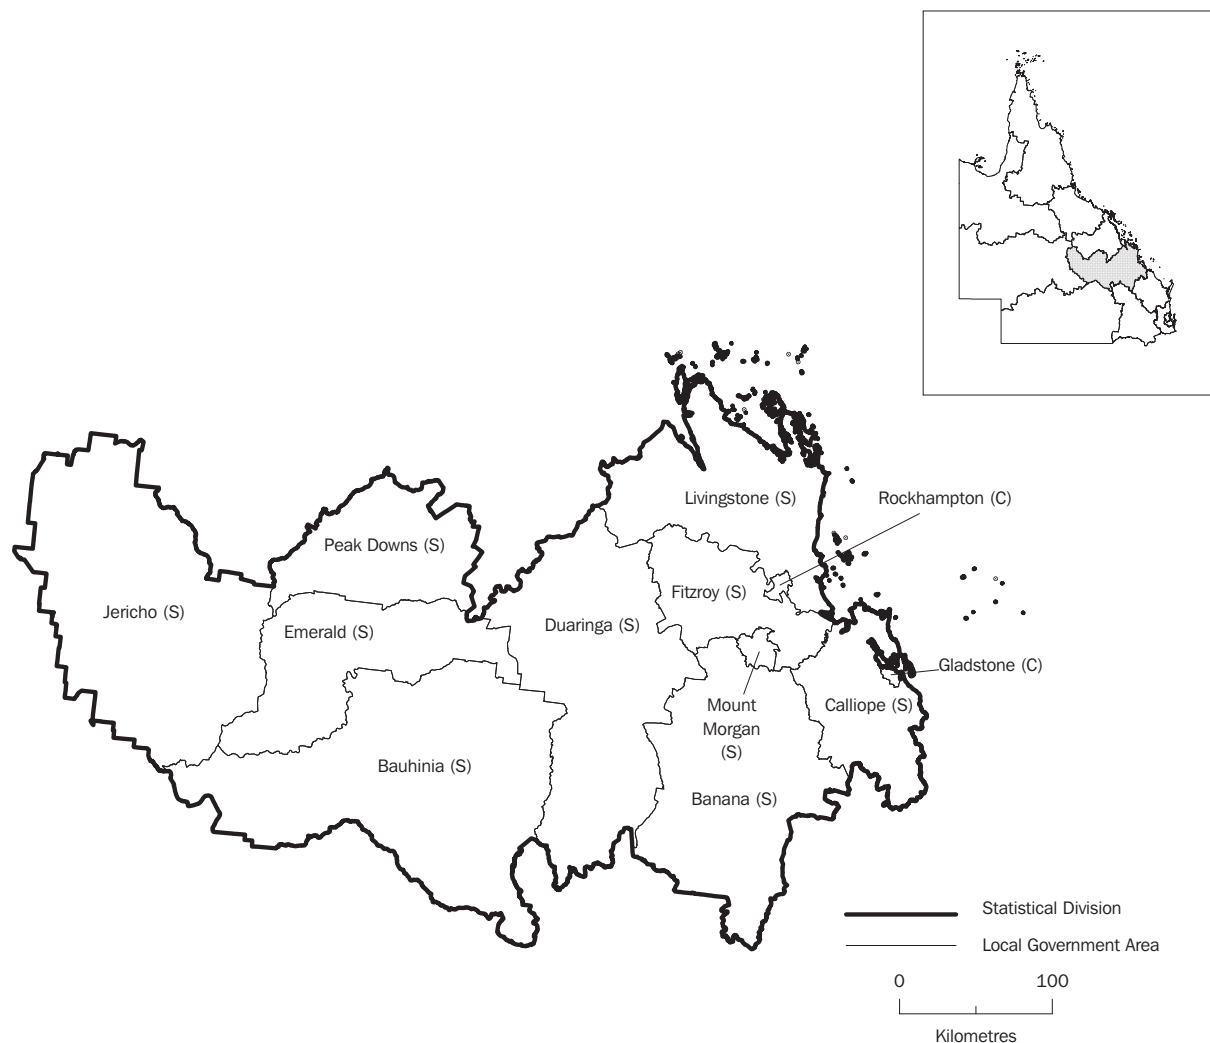 Livingstone (S)
Rockhampton (C)
Peak Downs (S)
Fitzroy (S)
Jericho (S)
Emerald (S)
Duaringa (S)
Gladstone (C)
Mount
Morgan
(S)
Calliope (S)
Bauhinia (S)
Banana (S)
Statistical Division
Local Government Area
0 100
Kilometres